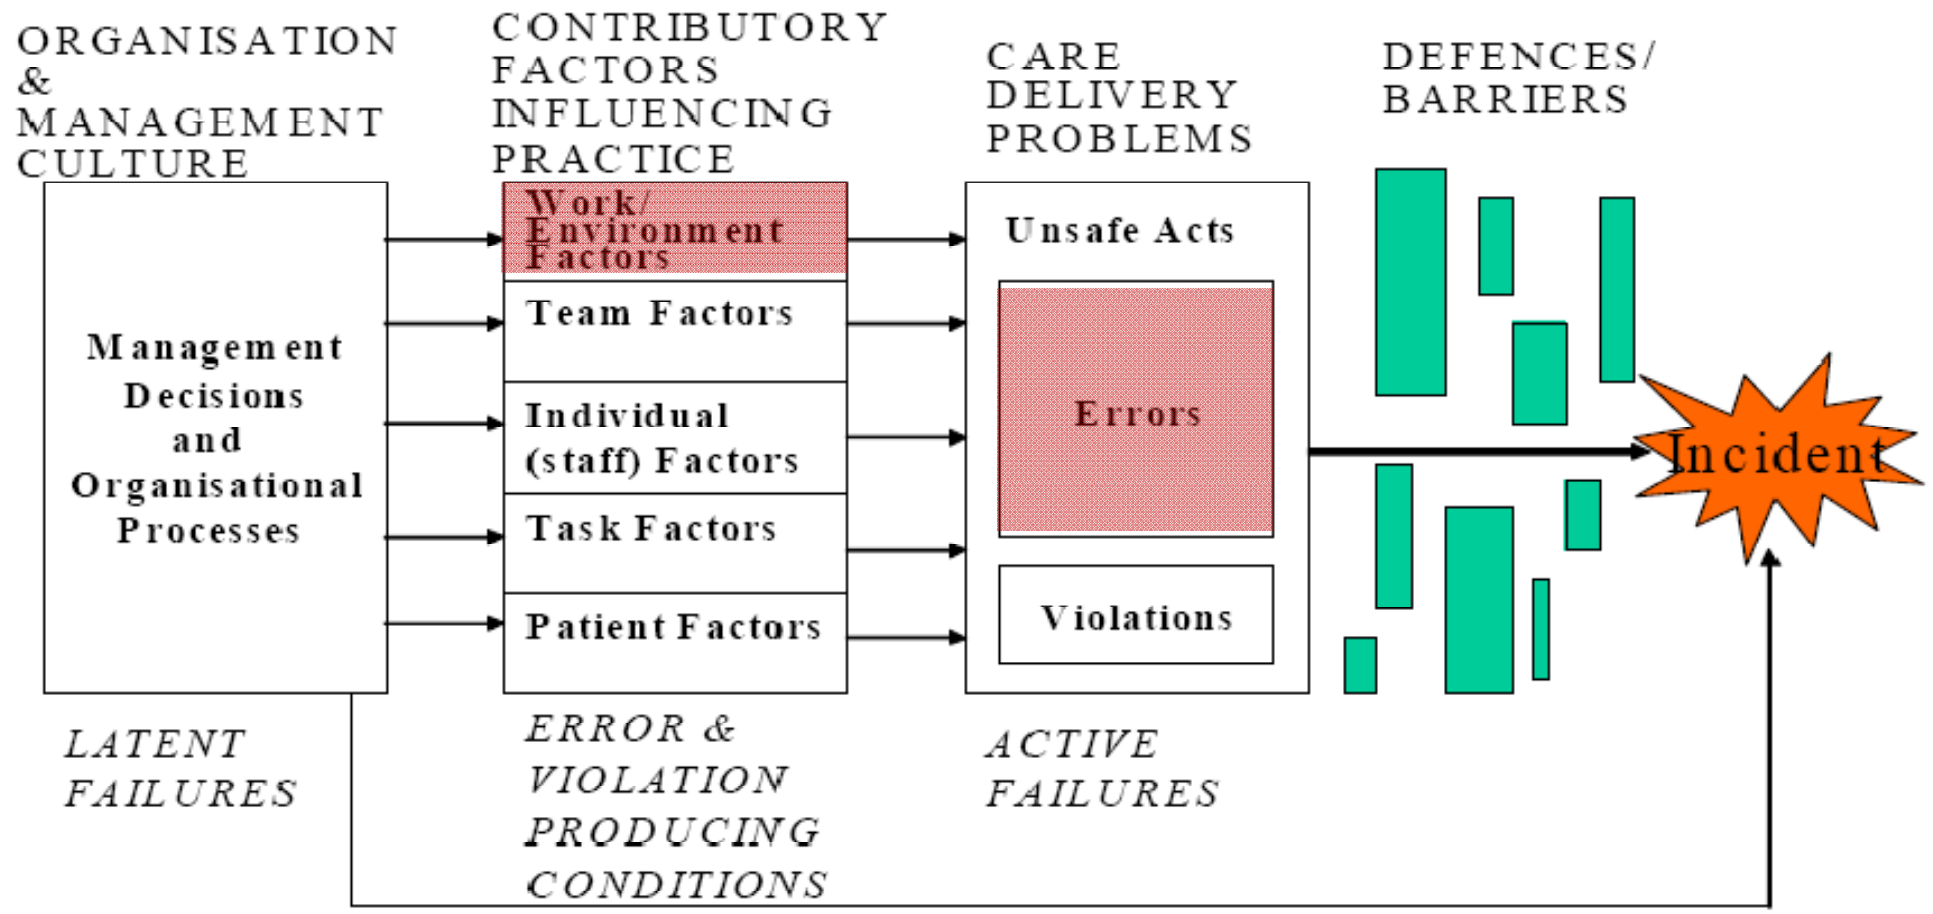 ORGANISATION
&
MANAGEMENT
CULTURE
CONTRIBUTORY
FACTORS
INFLUENCING
PRACTICE
CARE
DELIVERY
PROBLEMS
DEFENCES/
BARRIERS
Management
Decisions
and
Organisational
Processes
Work/
Environment
Factors
Team Factors
Individual
(staff) Factors
Task Factors
Patient Factors
Unsafe Acts
Errors
Violations
Incident
LATENT
FAILURES
ERROR &
VIOLATION
PRODUCING
CONDITIONS
ACTIVE
FAILURES